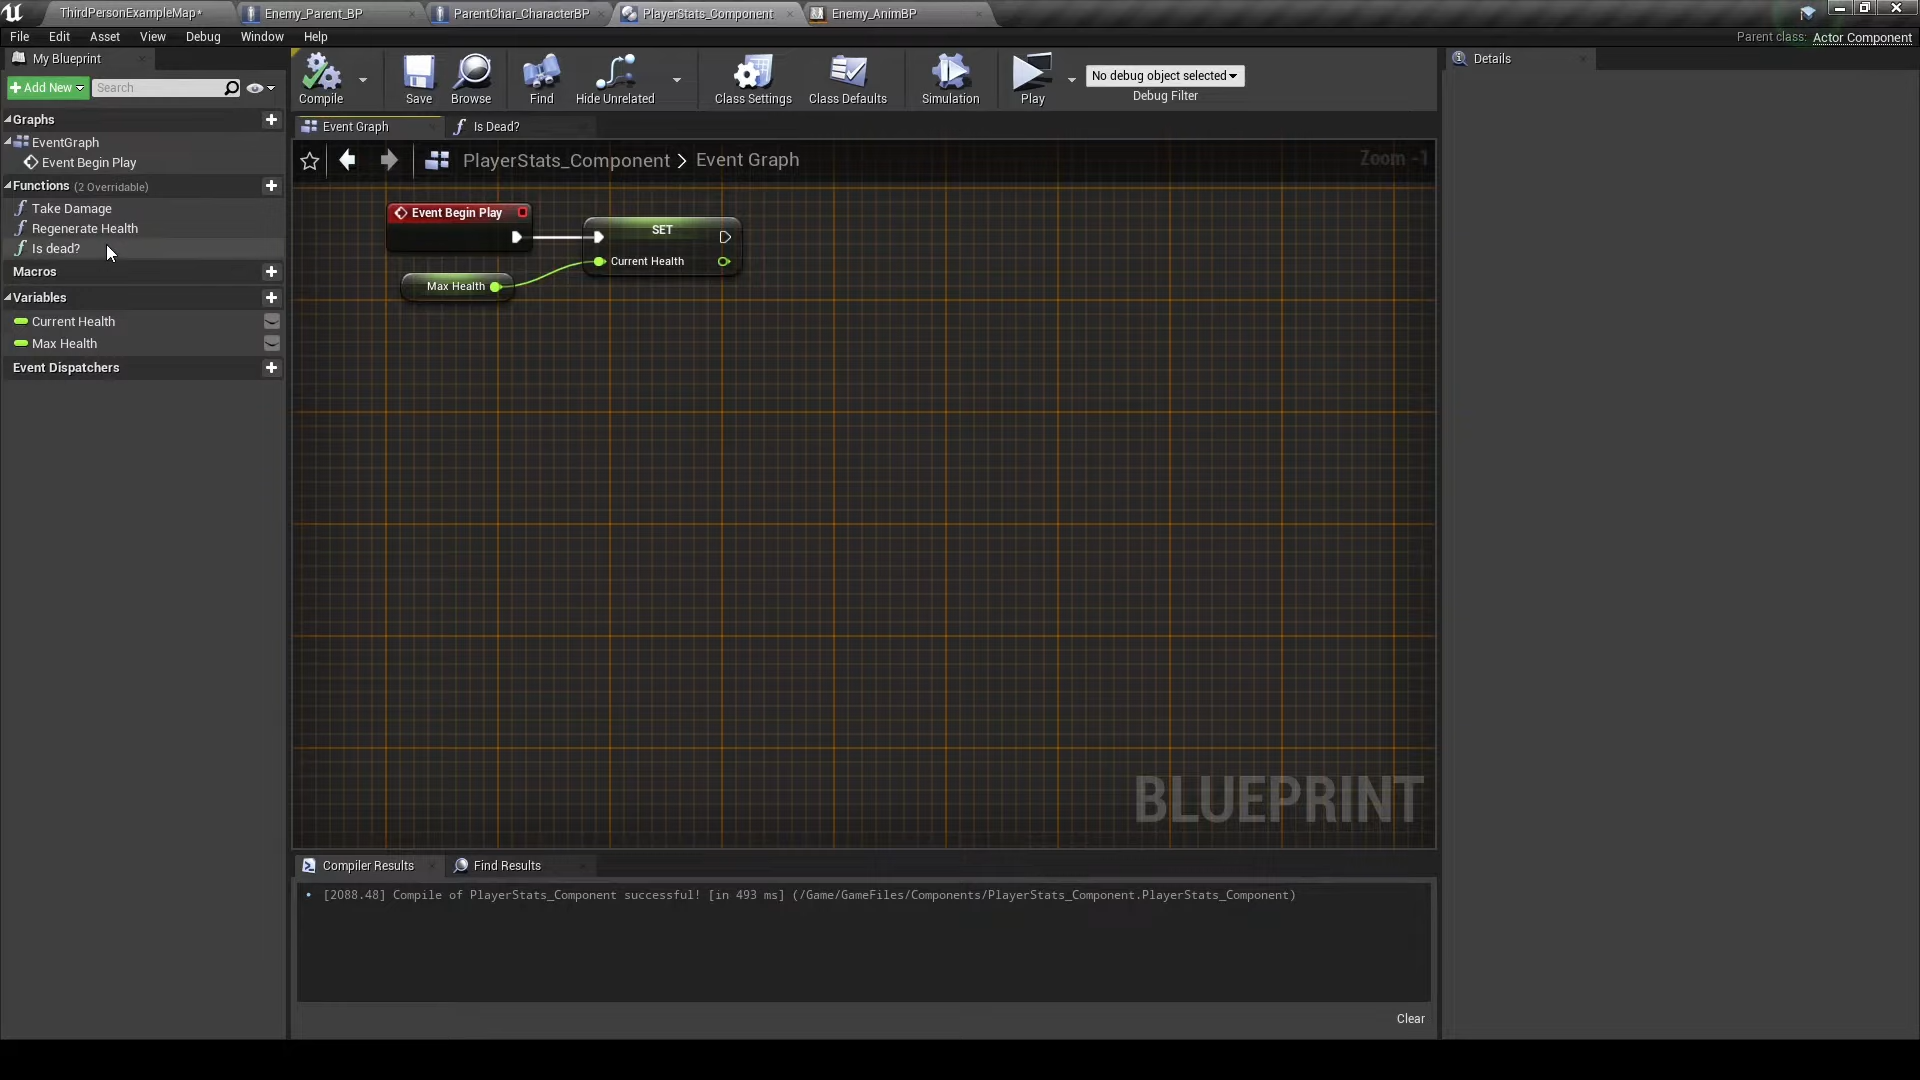 ThirdPersonExampleMap*
Enemy_Parent_BP
ParentChar_CharacterBP
PlayerStats_Component
Enemy_AnimBP
File Edit Asset View Debug Window Help
Parent class: Actor Component
My Blueprint
Details
Add New
Search
Compile
Save
Browse
Find
Hide Unrelated
Class Settings
Class Defaults
Simulation
Play
No debug object selected
Debug Filter
Graphs
EventGraph
Event Begin Play
Functions (2 Overridable)
Take Damage
Regenerate Health
Is dead?
Macros
Variables
Current Health
Max Health
Event Dispatchers
Event Graph
Is Dead?
PlayerStats_Component > Event Graph
Zoom -1
Event Begin Play
SET
Current Health
Max Health
BLUEPRINT
Compiler Results
Find Results
• [2088.48] Compile of PlayerStats_Component successful! [in 493 ms] (/Game/GameFiles/Components/PlayerStats_Component.PlayerStats_Component)
Clear